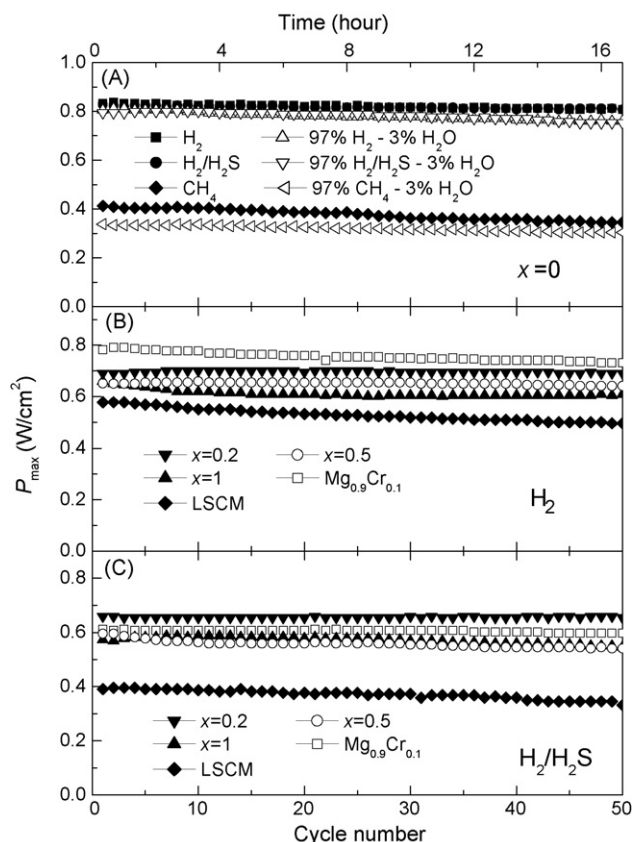 Time (hour)
0 4 8 12 16
1.0
(A)
0.8
H₂ 97% H₂ - 3% H₂O
0.6
H₂/H₂S 97% H₂/H₂S - 3% H₂O
CH₄ 97% CH₄ - 3% H₂O
0.4
0.2
x=0
0.0
(B)
0.8
0.6
0.4
x=0.2 x=0.5
x=1 Mg₀.₉Cr₀.₁
0.2
LSCM
H₂
0.0
Pmax (W/cm²)
(C)
0.8
0.6
0.4
x=0.2 x=0.5
x=1 Mg₀.₉Cr₀.₁
0.2
LSCM
H₂/H₂S
0.0
0 10 20 30 40 50
Cycle number